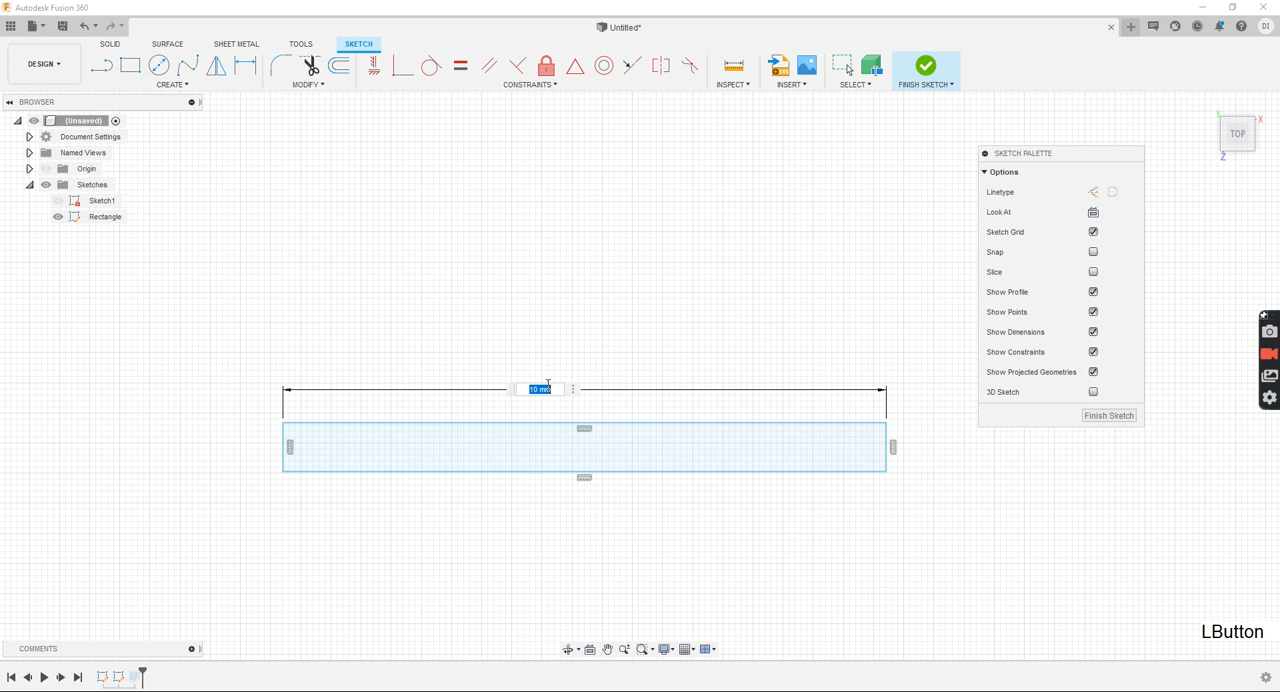 Autodesk Fusion 360
Untitled*
DI
SOLID SURFACE SHEET METAL TOOLS SKETCH
DESIGN
CREATE MODIFY CONSTRAINTS INSPECT INSERT SELECT FINISH SKETCH
BROWSER
(Unsaved)
Document Settings
Named Views
Origin
Sketches
Sketch1
Rectangle
X
Y
TOP
Z
SKETCH PALETTE
Options
Linetype
Look At
Sketch Grid
Snap
Slice
Show Profile
Show Points
Show Dimensions
Show Constraints
Show Projected Geometries
3D Sketch
Finish Sketch
10 mm
LButton
COMMENTS